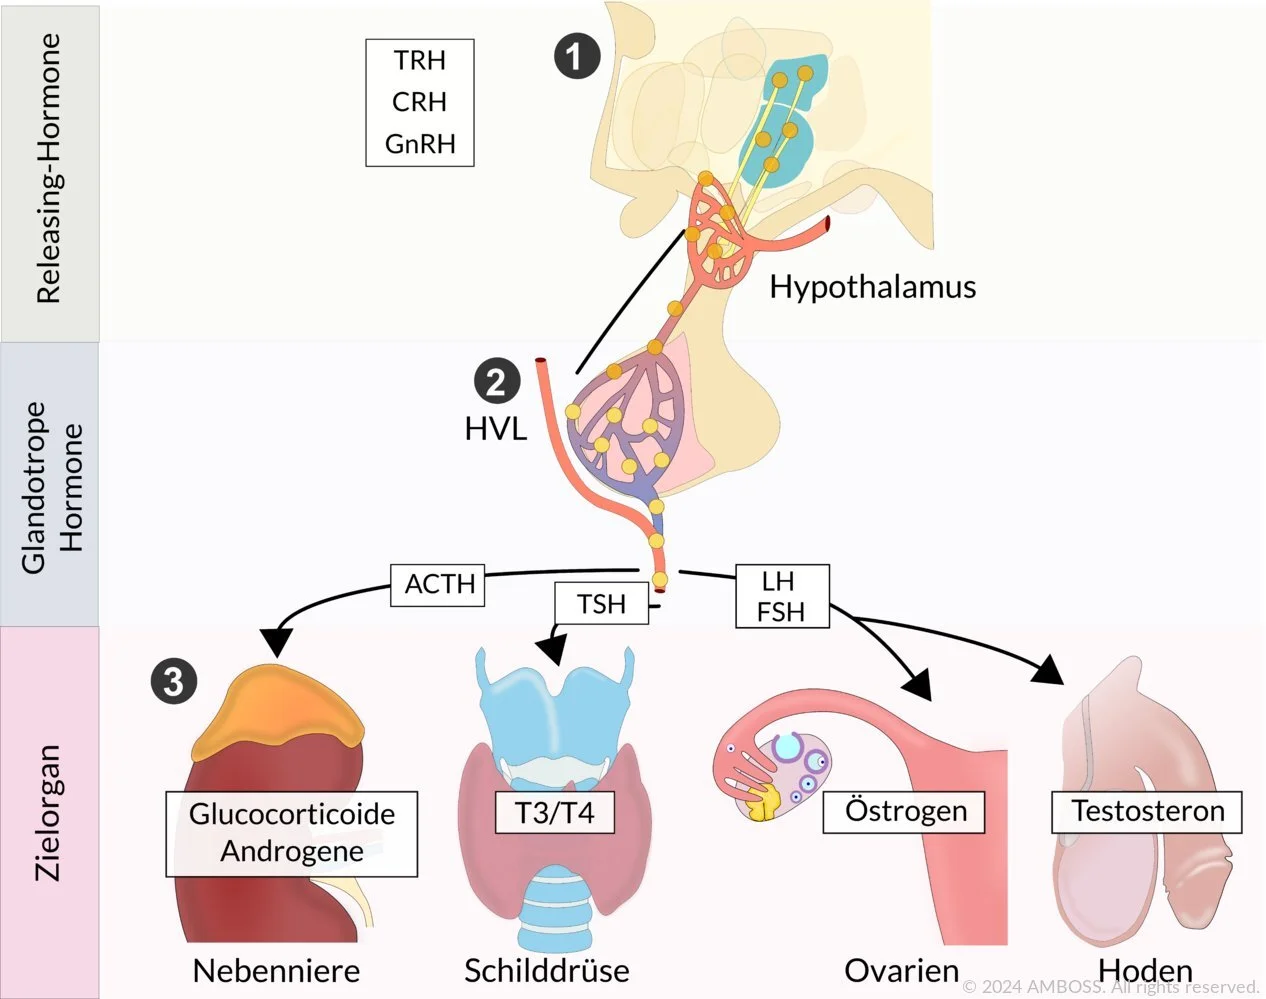 Releasing-Hormone
TRH
CRH
GnRH
1
Hypothalamus
Glandotrope
Hormone
2
HVL
ACTH
TSH
LH
FSH
Zielorgan
3
Glucocorticoide
Androgene
T3/T4
Östrogen
Testosteron
Nebenniere
Schilddrüse
Ovarien
Hoden
© 2024 AMBOSS. All rights reserved.